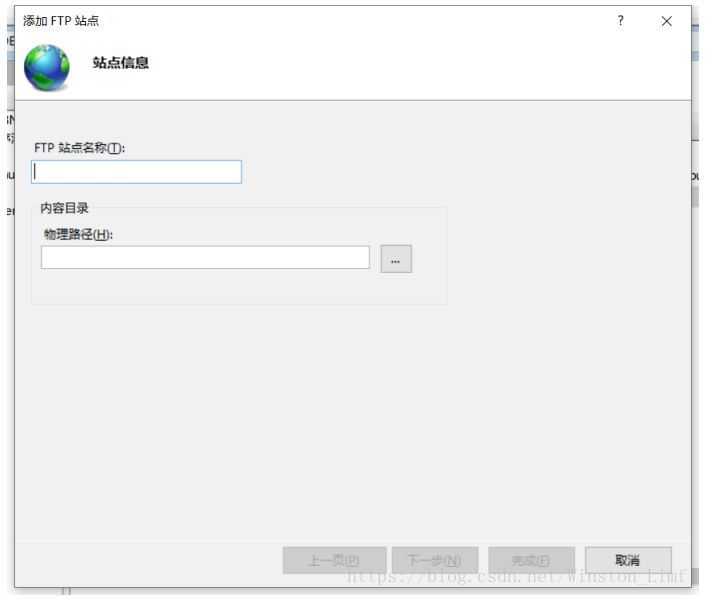 添加 FTP 站点
?
站点信息
FTP 站点名称(T):
内容目录
物理路径(H):
...
上一页(P)
下一步(N)
完成(F)
取消
https://blog.csdn.net/Winston_Limf